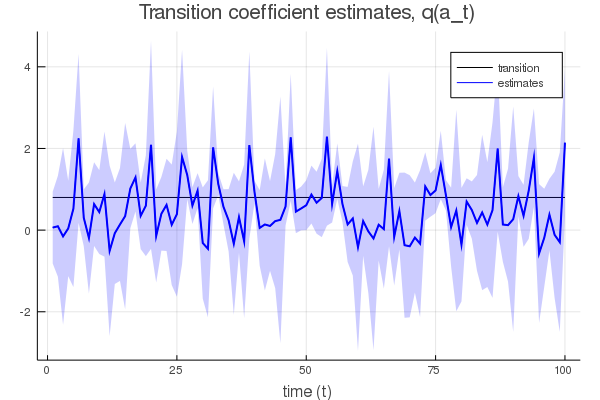 Transition coefficient estimates, q(a_t)
transition
estimates
4
2
0
-2
0
25
50
75
100
time (t)